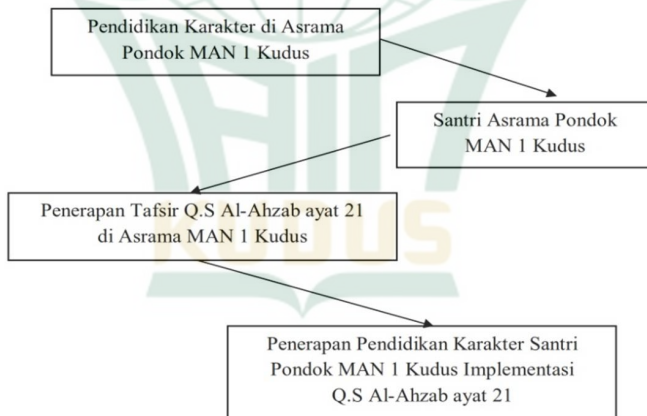 Pendidikan Karakter di Asrama
Pondok MAN 1 Kudus
Santri Asrama Pondok
MAN 1 Kudus
Penerapan Tafsir Q.S Al-Ahzab ayat 21
di Asrama MAN 1 Kudus
KUDUS
Penerapan Pendidikan Karakter Santri
Pondok MAN 1 Kudus Implementasi
Q.S Al-Ahzab ayat 21